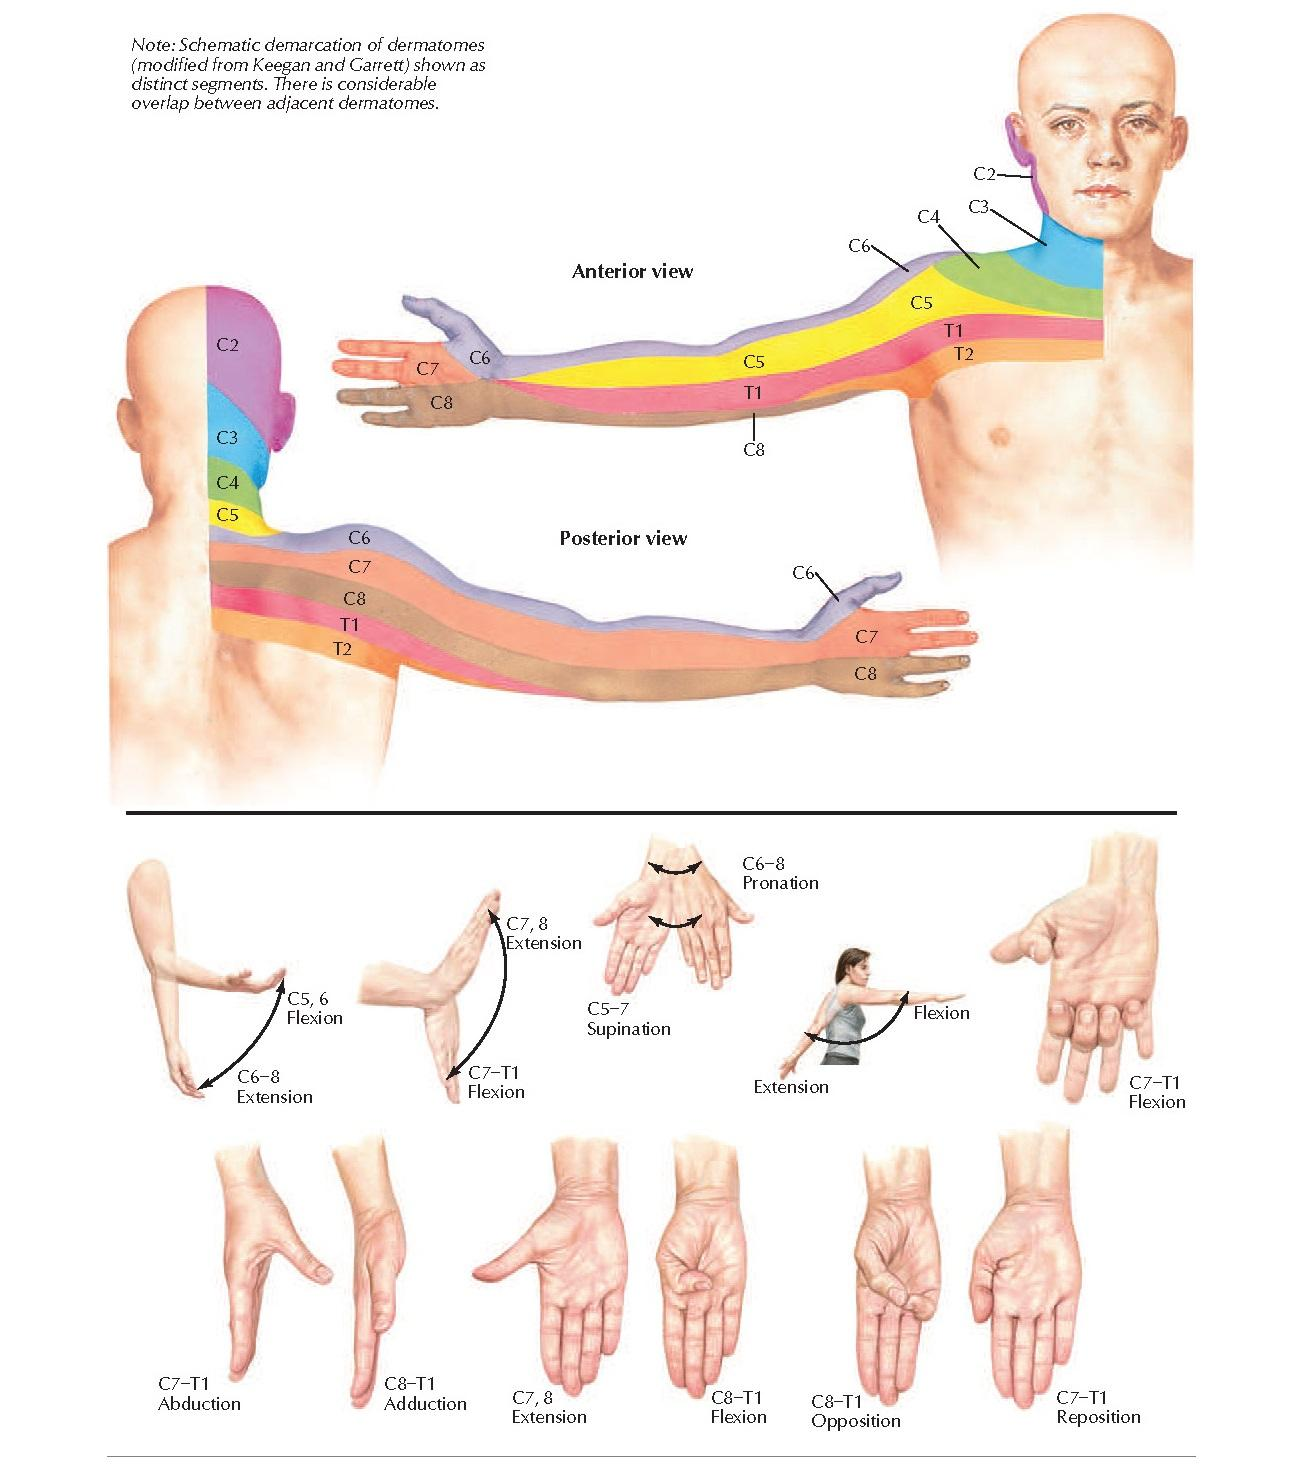 Note: Schematic demarcation of dermatomes
(modified from Keegan and Garrett) shown as
distinct segments. There is considerable
overlap between adjacent dermatomes.
C2
C3
C4
C6
Anterior view
C5
T1
T2
C6
C7
C8
C5
T1
C8
C2
C3
C4
C5
Posterior view
C6
C7
C8
T1
T2
C6
C7
C8
C6–8
Pronation
C7, 8
Extension
C5, 6
Flexion
C5–7
Supination
Flexion
C6–8
Extension
C7–T1
Flexion
Extension
C7–T1
Flexion
C7–T1
Abduction
C8–T1
Adduction
C7, 8
Extension
C8–T1
Flexion
C8–T1
Opposition
C7–T1
Reposition